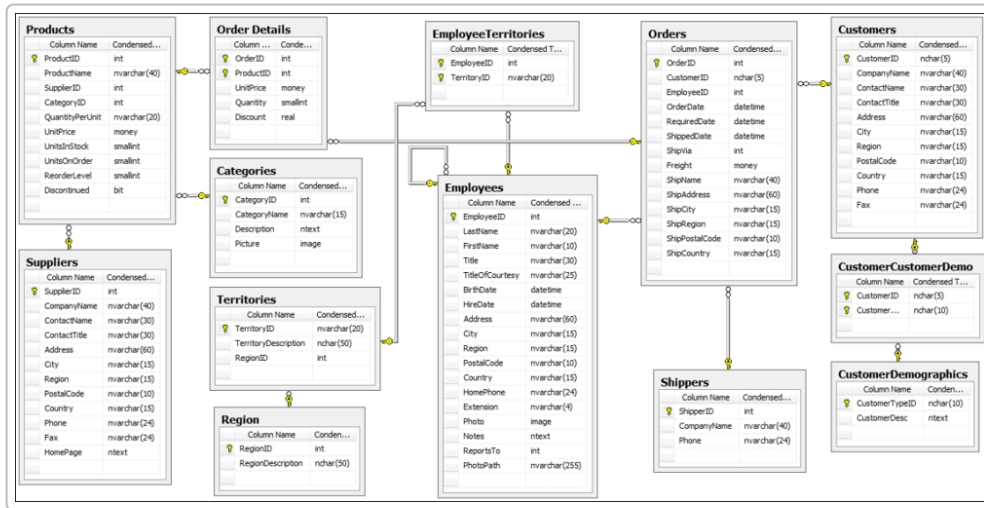 Products
Column Name Condensed...
ProductID int
ProductName nvarchar(40)
SupplierID int
CategoryID int
QuantityPerUnit nvarchar(20)
UnitPrice money
UnitsInStock smallint
UnitsOnOrder smallint
ReorderLevel smallint
Discontinued bit
Order Details
Column ... Conde...
OrderID int
ProductID int
UnitPrice money
Quantity smallint
Discount real
EmployeeTerritories
Column Name Condensed T...
EmployeeID int
TerritoryID nvarchar(20)
Orders
Column Name Condensed...
OrderID int
CustomerID nchar(5)
EmployeeID int
OrderDate datetime
RequiredDate datetime
ShippedDate datetime
ShipVia int
Freight money
ShipName nvarchar(40)
ShipAddress nvarchar(60)
ShipCity nvarchar(15)
ShipRegion nvarchar(15)
ShipPostalCode nvarchar(10)
ShipCountry nvarchar(15)
Customers
Column Name Condensed...
CustomerID nchar(5)
CompanyName nvarchar(40)
ContactName nvarchar(30)
ContactTitle nvarchar(30)
Address nvarchar(60)
City nvarchar(15)
Region nvarchar(15)
PostalCode nvarchar(10)
Country nvarchar(15)
Phone nvarchar(24)
Fax nvarchar(24)
Categories
Column Name Condensed...
CategoryID int
CategoryName nvarchar(15)
Description ntext
Picture image
Employees
Column Name Condensed ...
EmployeeID int
LastName nvarchar(20)
FirstName nvarchar(10)
Title nvarchar(30)
TitleOfCourtesy nvarchar(25)
BirthDate datetime
HireDate datetime
Address nvarchar(60)
City nvarchar(15)
Region nvarchar(15)
PostalCode nvarchar(10)
Country nvarchar(15)
HomePhone nvarchar(24)
Extension nvarchar(4)
Photo image
Notes ntext
ReportsTo int
PhotoPath nvarchar(255)
Suppliers
Column Name Condensed...
SupplierID int
CompanyName nvarchar(40)
ContactName nvarchar(30)
ContactTitle nvarchar(30)
Address nvarchar(60)
City nvarchar(15)
Region nvarchar(15)
PostalCode nvarchar(10)
Country nvarchar(15)
Phone nvarchar(24)
Fax nvarchar(24)
HomePage ntext
Territories
Column Name Condensed...
TerritoryID nvarchar(20)
TerritoryDescription nchar(50)
RegionID int
Region
Column Name Conden...
RegionID int
RegionDescription nchar(50)
Shippers
Column Name Condensed...
ShipperID int
CompanyName nvarchar(40)
Phone nvarchar(24)
CustomerCustomerDemo
Column Name Condensed T...
CustomerID nchar(5)
Customer... nchar(10)
CustomerDemographics
Column Name Conden...
CustomerTypeID nchar(10)
CustomerDesc ntext